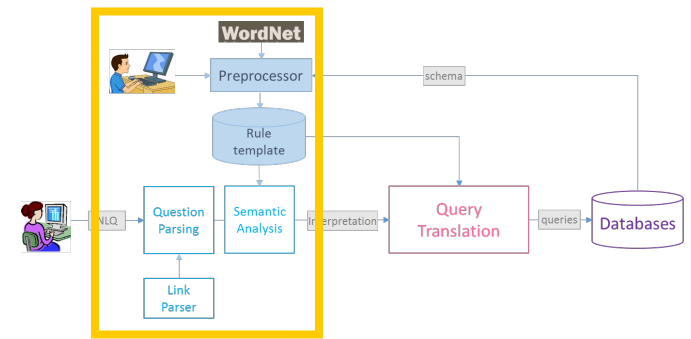 WordNet
Preprocessor
schema
Rule
template
NLQ
Question
Parsing
Semantic
Analysis
Interpretation
Query
Translation
queries
Databases
Link
Parser